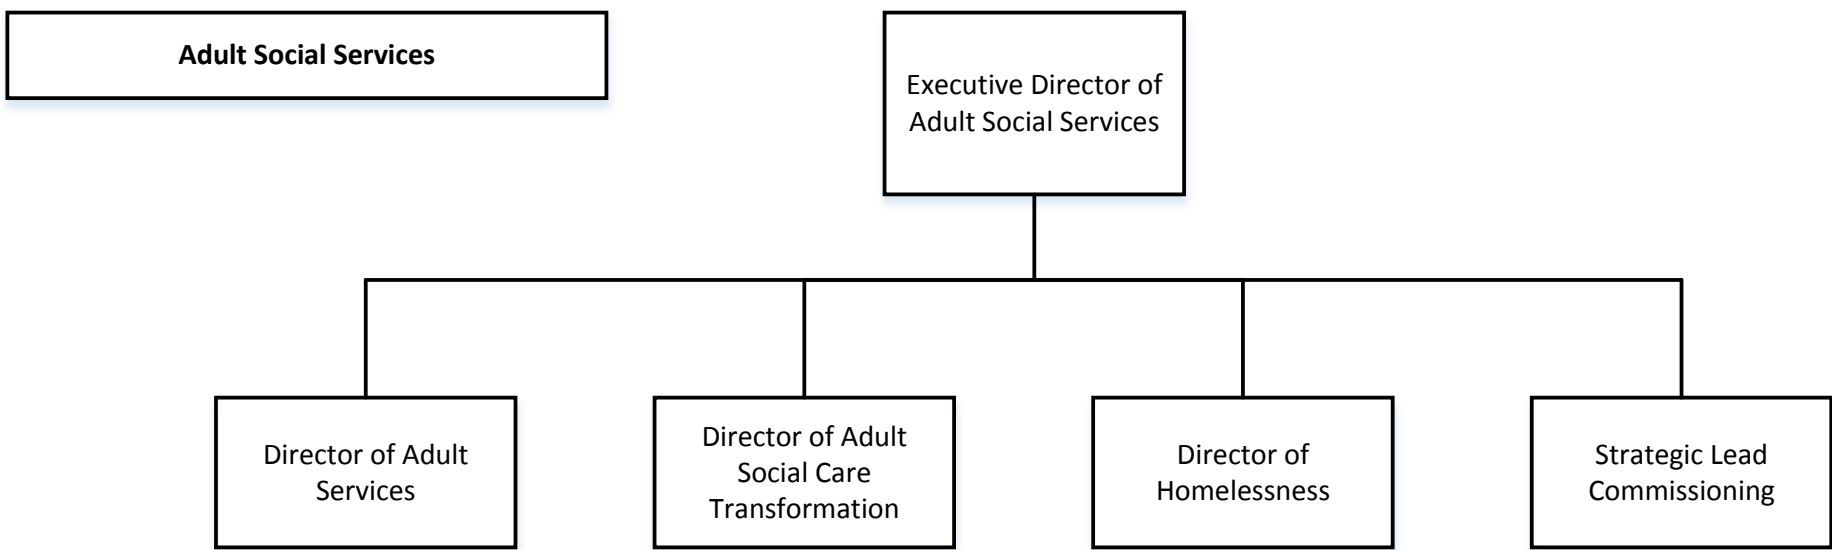 Adult Social Services
Executive Director of
Adult Social Services
Director of Adult
Services
Director of Adult
Social Care
Transformation
Director of
Homelessness
Strategic Lead
Commissioning